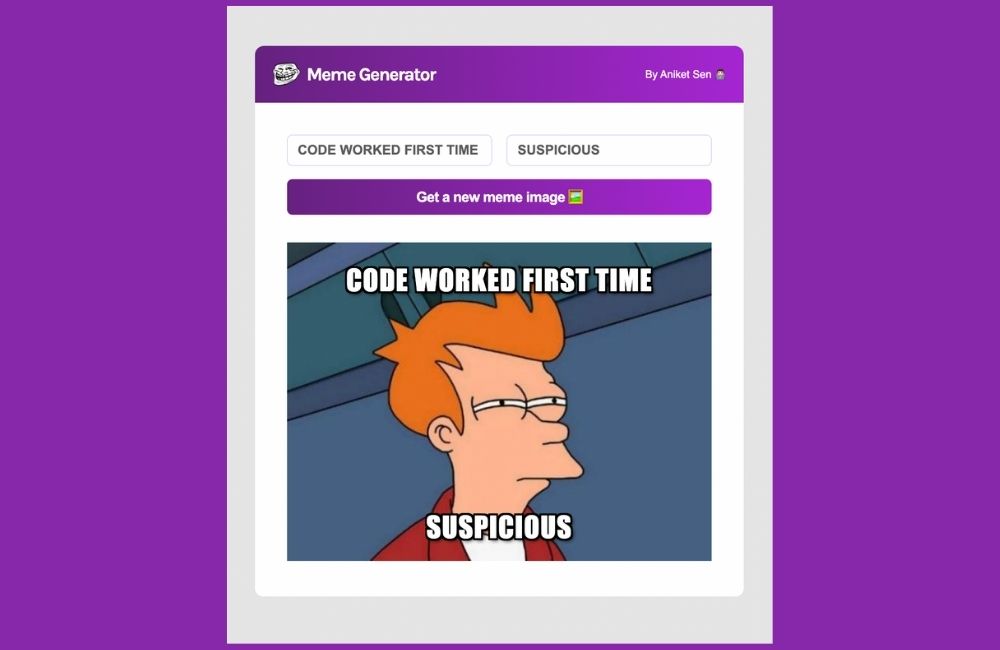 Meme Generator
By Aniket Sen
CODE WORKED FIRST TIME
SUSPICIOUS
Get a new meme image
CODE WORKED FIRST TIME
SUSPICIOUS